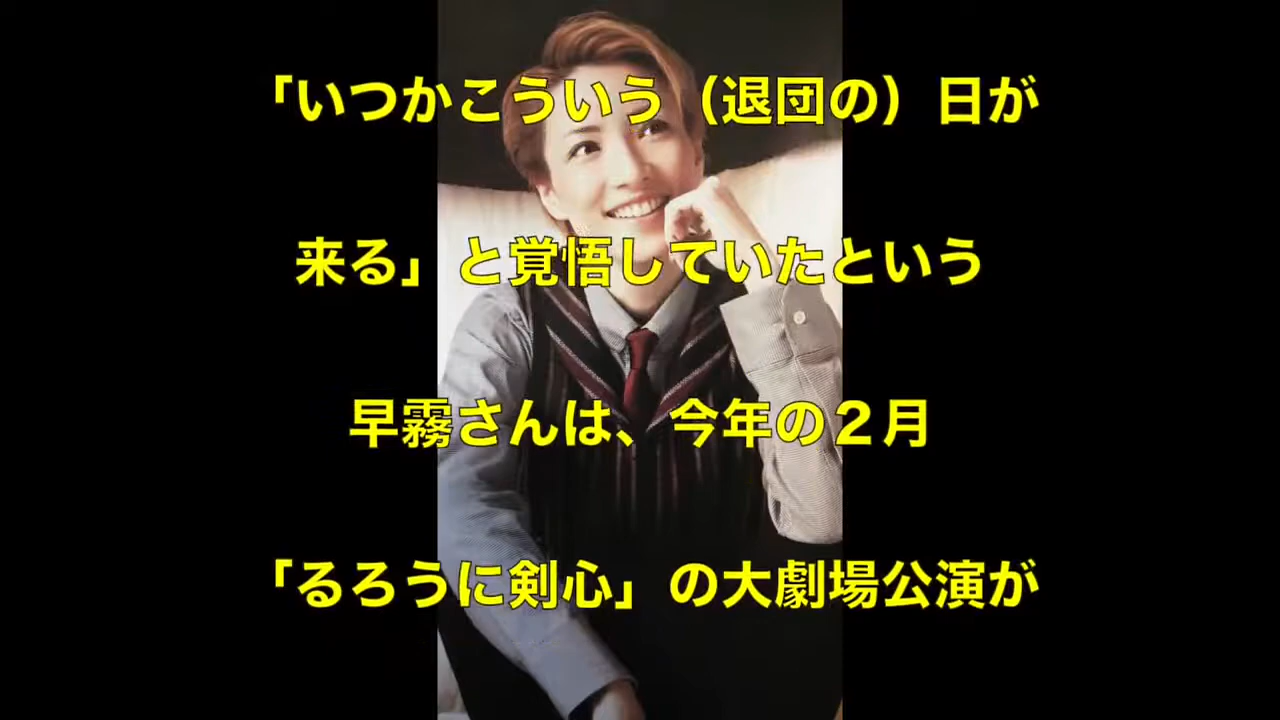 「いつかこういう（退団の）日が
来る」と覚悟していたという
早霧さんは、今年の２月
「るろうに剣心」の大劇場公演が